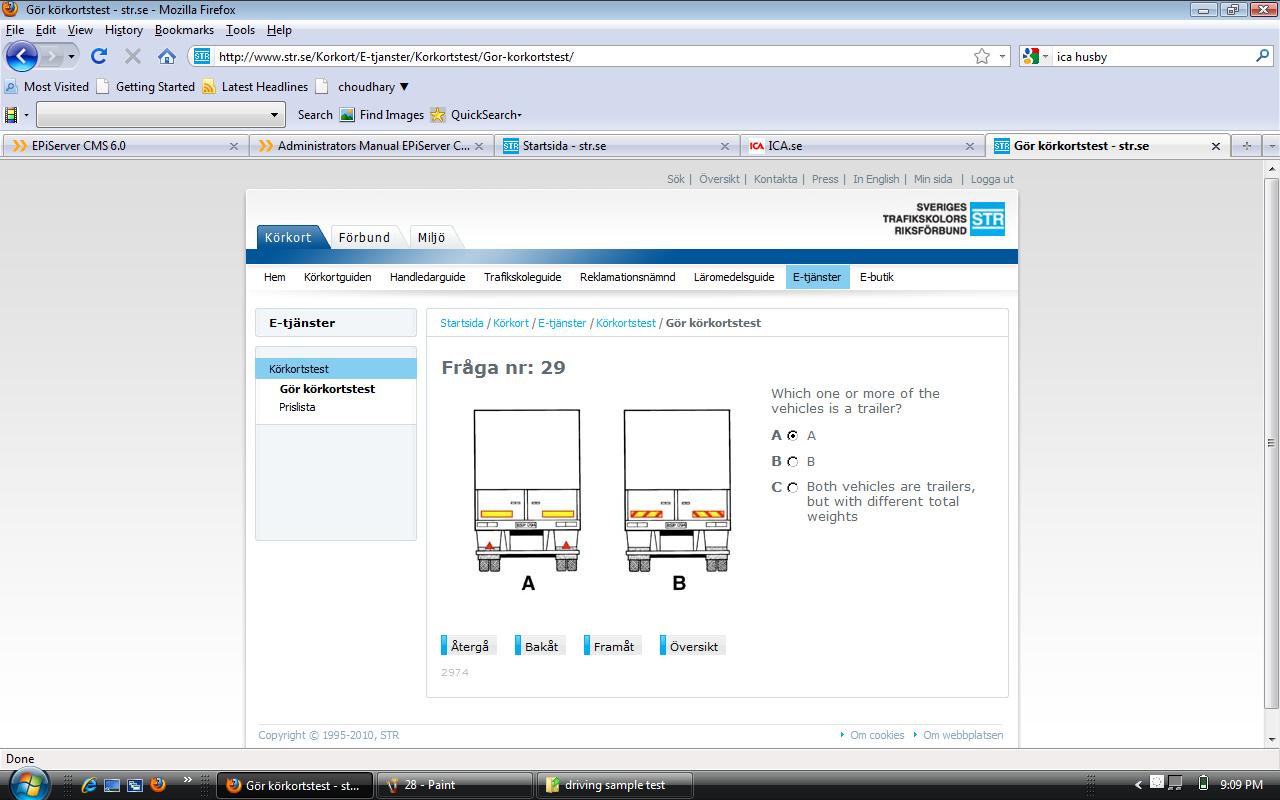 Gör körkortstest - str.se - Mozilla Firefox
File Edit View History Bookmarks Tools Help
http://www.str.se/Korkort/E-tjanster/Korkortstest/Gor-korkortstest/
ica husby
Most Visited Getting Started Latest Headlines choudhary ▼
Search Find Images QuickSearch
EPiServer CMS 6.0
Administrators Manual EPiServer C...
STR Startsida - str.se
ICA ICA.se
STR Gör körkortstest - str.se
Sök | Översikt | Kontakta | Press | In English | Min sida | Logga ut
SVERIGES
TRAFIKSKOLORS
RIKSFÖRBUND
STR
Körkort Förbund Miljö
Hem Körkortguiden Handledarguide Trafikskoleguide Reklamationsnämnd Läromedelsguide E-tjänster E-butik
E-tjänster
Körkortstest
Gör körkortstest
Prislista
Startsida / Körkort / E-tjänster / Körkortstest / Gör körkortstest
Fråga nr: 29
Which one or more of the
vehicles is a trailer?
A A
B B
C Both vehicles are trailers,
but with different total
weights
A B
Återgå Bakåt Framåt Översikt
2974
Copyright © 1995-2010, STR
Om cookies Om webbplatsen
Done
Gör körkortstest - st...
28 - Paint
driving sample test
9:09 PM